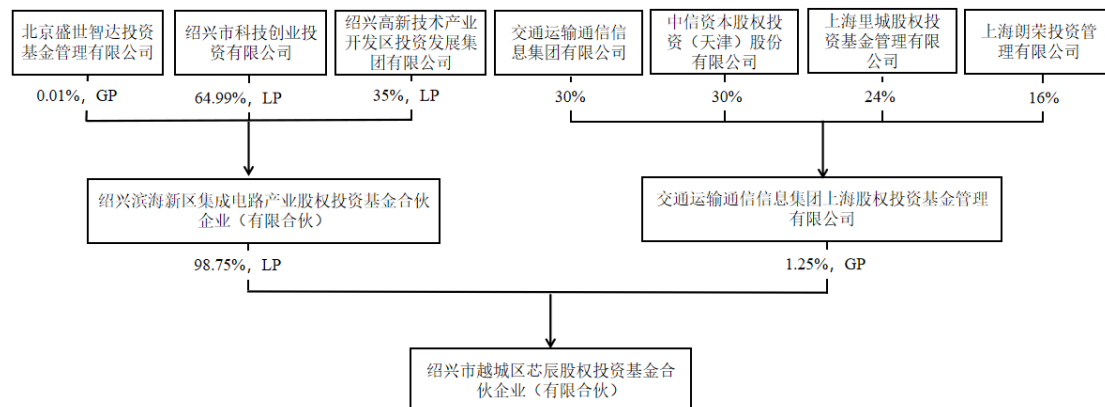 北京盛世智达投资
基金管理有限公司
绍兴市科技创业投
资有限公司
绍兴高新技术产业
开发区投资发展集
团有限公司
交通运输通信信
息集团有限公司
中信资本股权投
资（天津）股份
有限公司
上海里城股权投
资基金管理有限公
司
上海朗荣投资管
理有限公司
0.01%，GP
64.99%，LP
35%，LP
30%
30%
24%
16%
绍兴滨海新区集成电路产业股权投资基金合伙
企业（有限合伙）
交通运输通信信息集团上海股权投资基金管理
有限公司
98.75%，LP
1.25%，GP
绍兴市越城区芯辰股权投资基金合
伙企业（有限合伙）